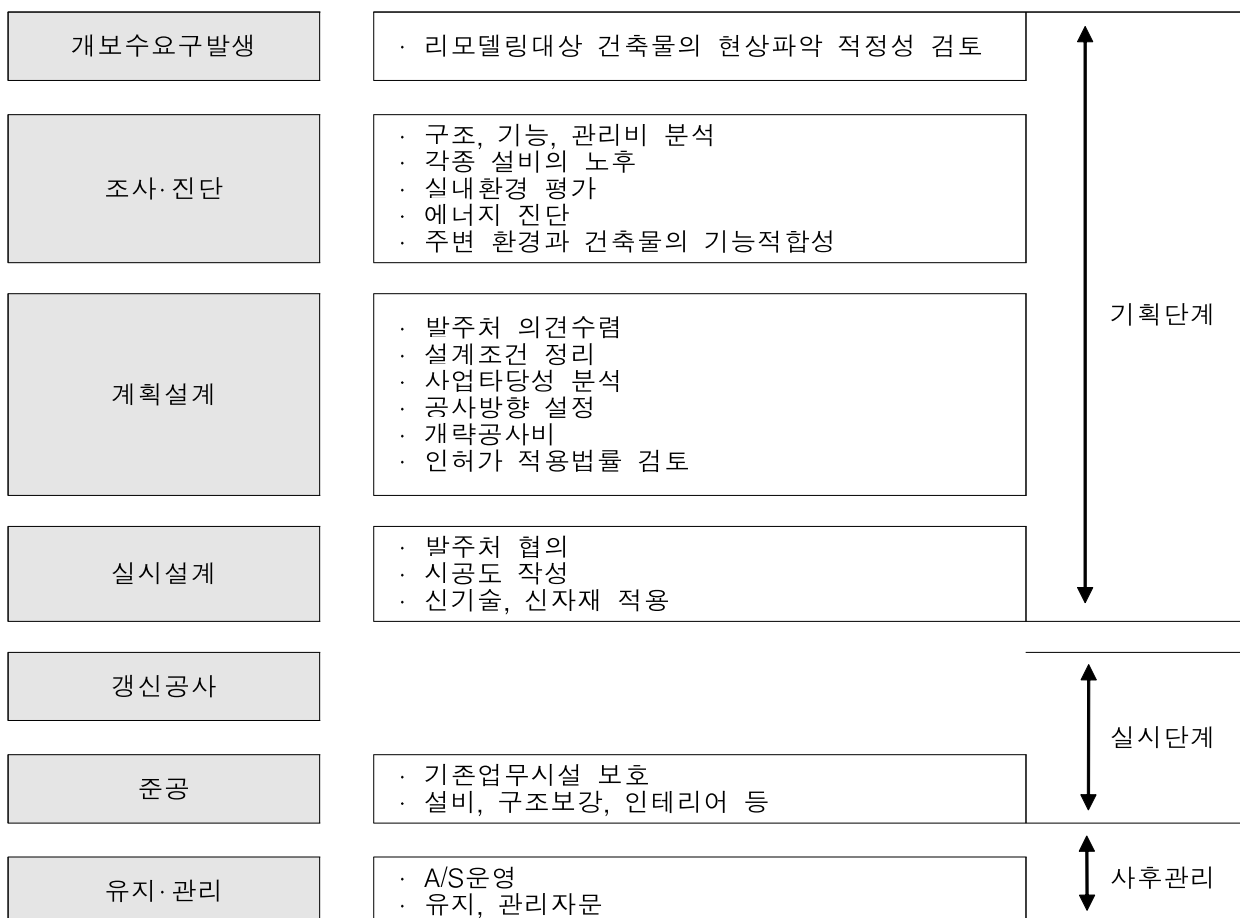 개보수요구발생
· 리모델링대상 건축물의 현상파악 적정성 검토
조사·진단
· 구조, 기능, 관리비 분석
· 각종 설비의 노후
· 실내환경 평가
· 에너지 진단
· 주변 환경과 건축물의 기능적합성
계획설계
· 발주처 의견수렴
· 설계조건 정리
· 사업타당성 분석
· 공사방향 설정
· 개략공사비
· 인허가 적용법률 검토
기획단계
실시설계
· 발주처 협의
· 시공도 작성
· 신기술, 신자재 적용
갱신공사
준공
· 기존업무시설 보호
· 설비, 구조보강, 인테리어 등
실시단계
유지·관리
· A/S운영
· 유지, 관리자문
사후관리